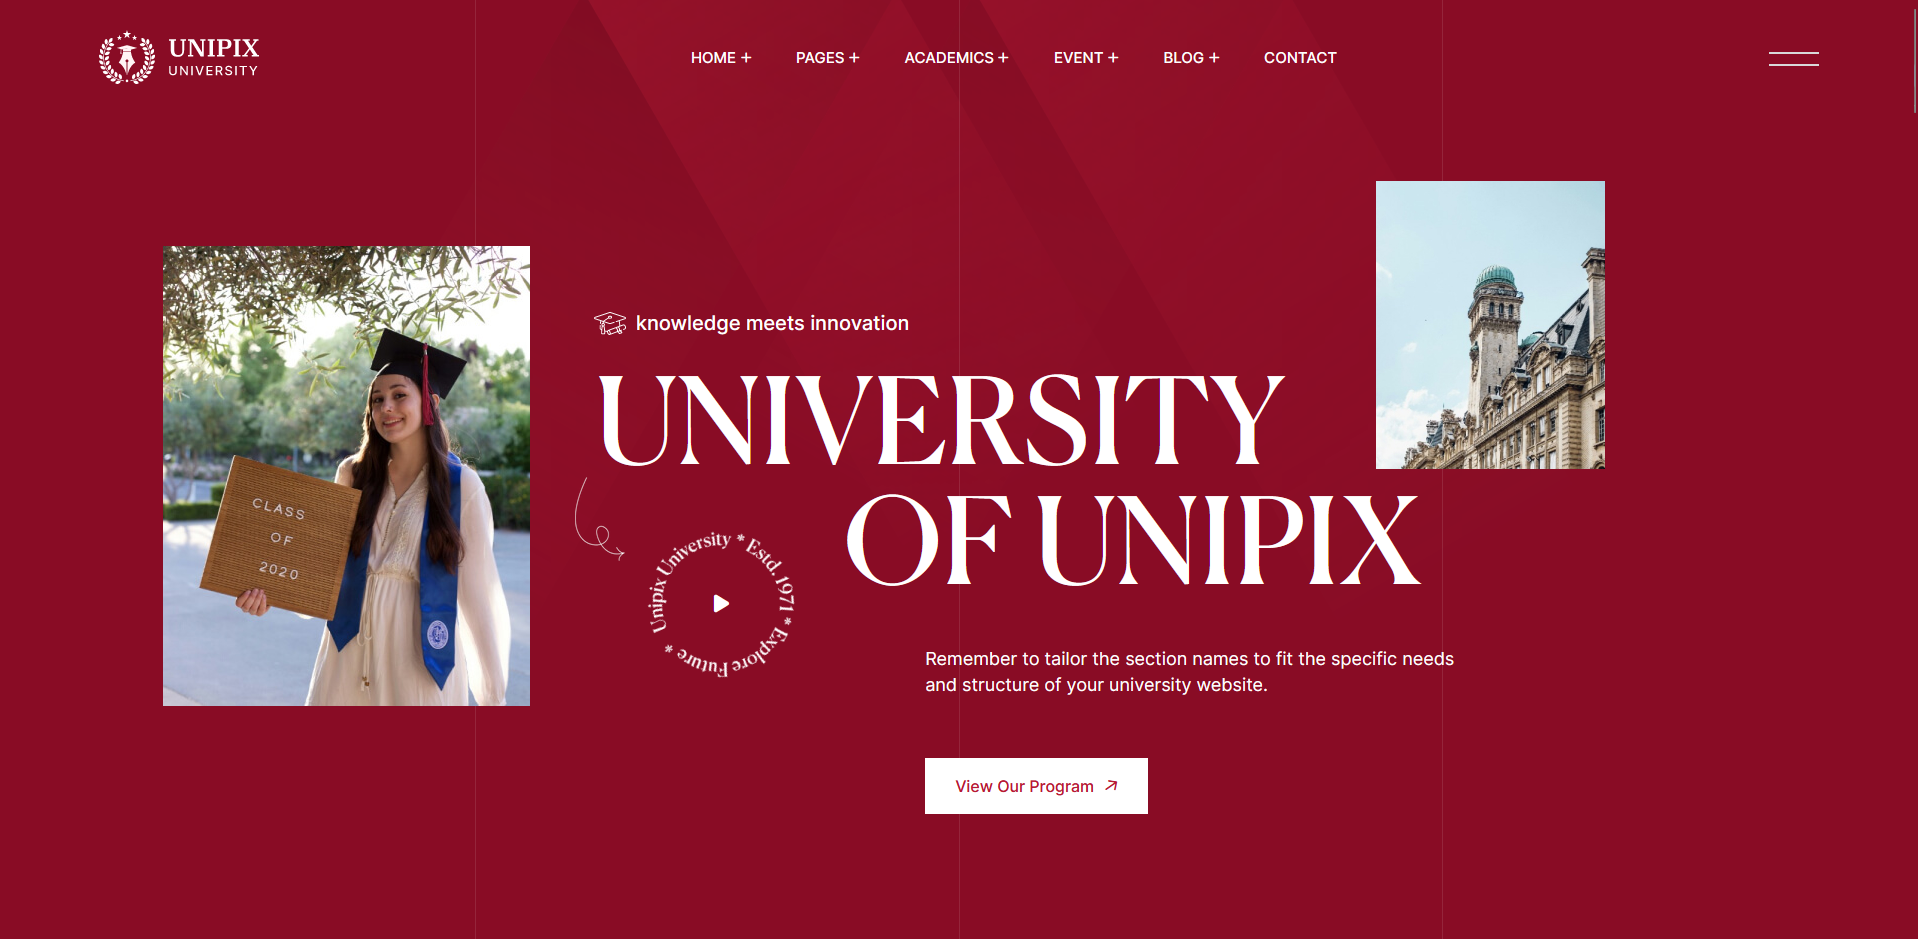 UNIPIX
UNIVERSITY
HOME +
PAGES +
ACADEMICS +
EVENT +
BLOG +
CONTACT
knowledge meets innovation
UNIVERSITY
OF UNIPIX
CLASS
OF
2020
Unipix University * Estd. 1971 * Explore Future *
Remember to tailor the section names to fit the specific needs
and structure of your university website.
View Our Program